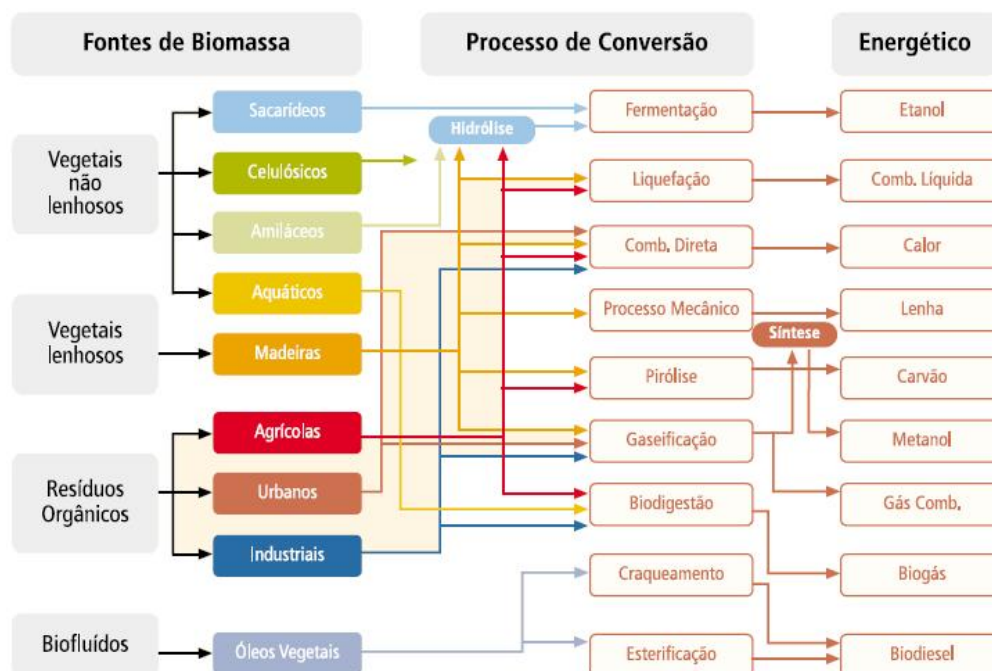 Fontes de Biomassa
Processo de Conversão
Energético
Vegetais
não
lenhosos
Vegetais
lenhosos
Resíduos
Orgânicos
Biofluídos
Sacarídeos
Celulósicos
Amiláceos
Aquáticos
Madeiras
Agrícolas
Urbanos
Industriais
Óleos Vegetais
Hidrólise
Fermentação
Liquefação
Comb. Direta
Processo Mecânico
Pirólise
Gaseificação
Biodigestão
Craqueamento
Esterificação
Síntese
Etanol
Comb. Líquida
Calor
Lenha
Carvão
Metanol
Gás Comb.
Biogás
Biodiesel